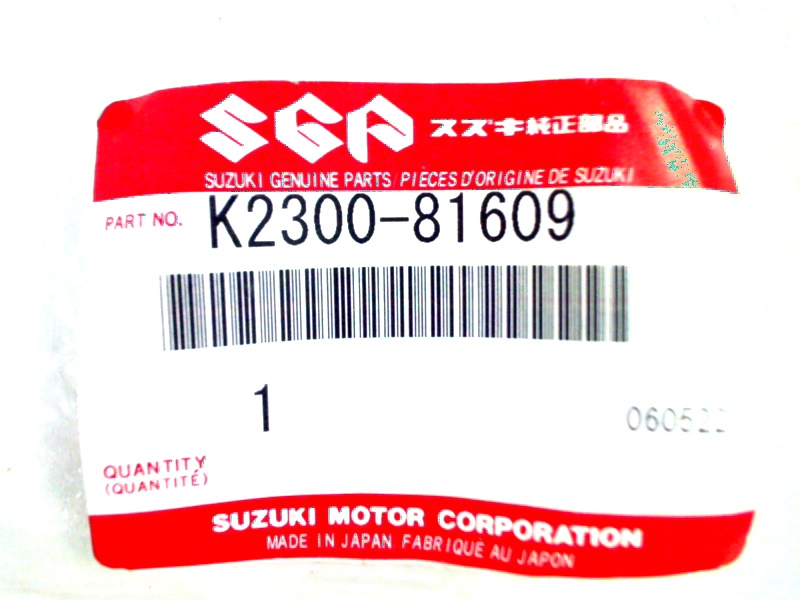 SGP スズキ純正部品
SUZUKI GENUINE PARTS / PIÈCES D'ORIGINE DE SUZUKI
PART NO. K2300-81609
1
060522
QUANTITY
(QUANTITÉ)
SUZUKI MOTOR CORPORATION
MADE IN JAPAN FABRIQUÉ AU JAPON